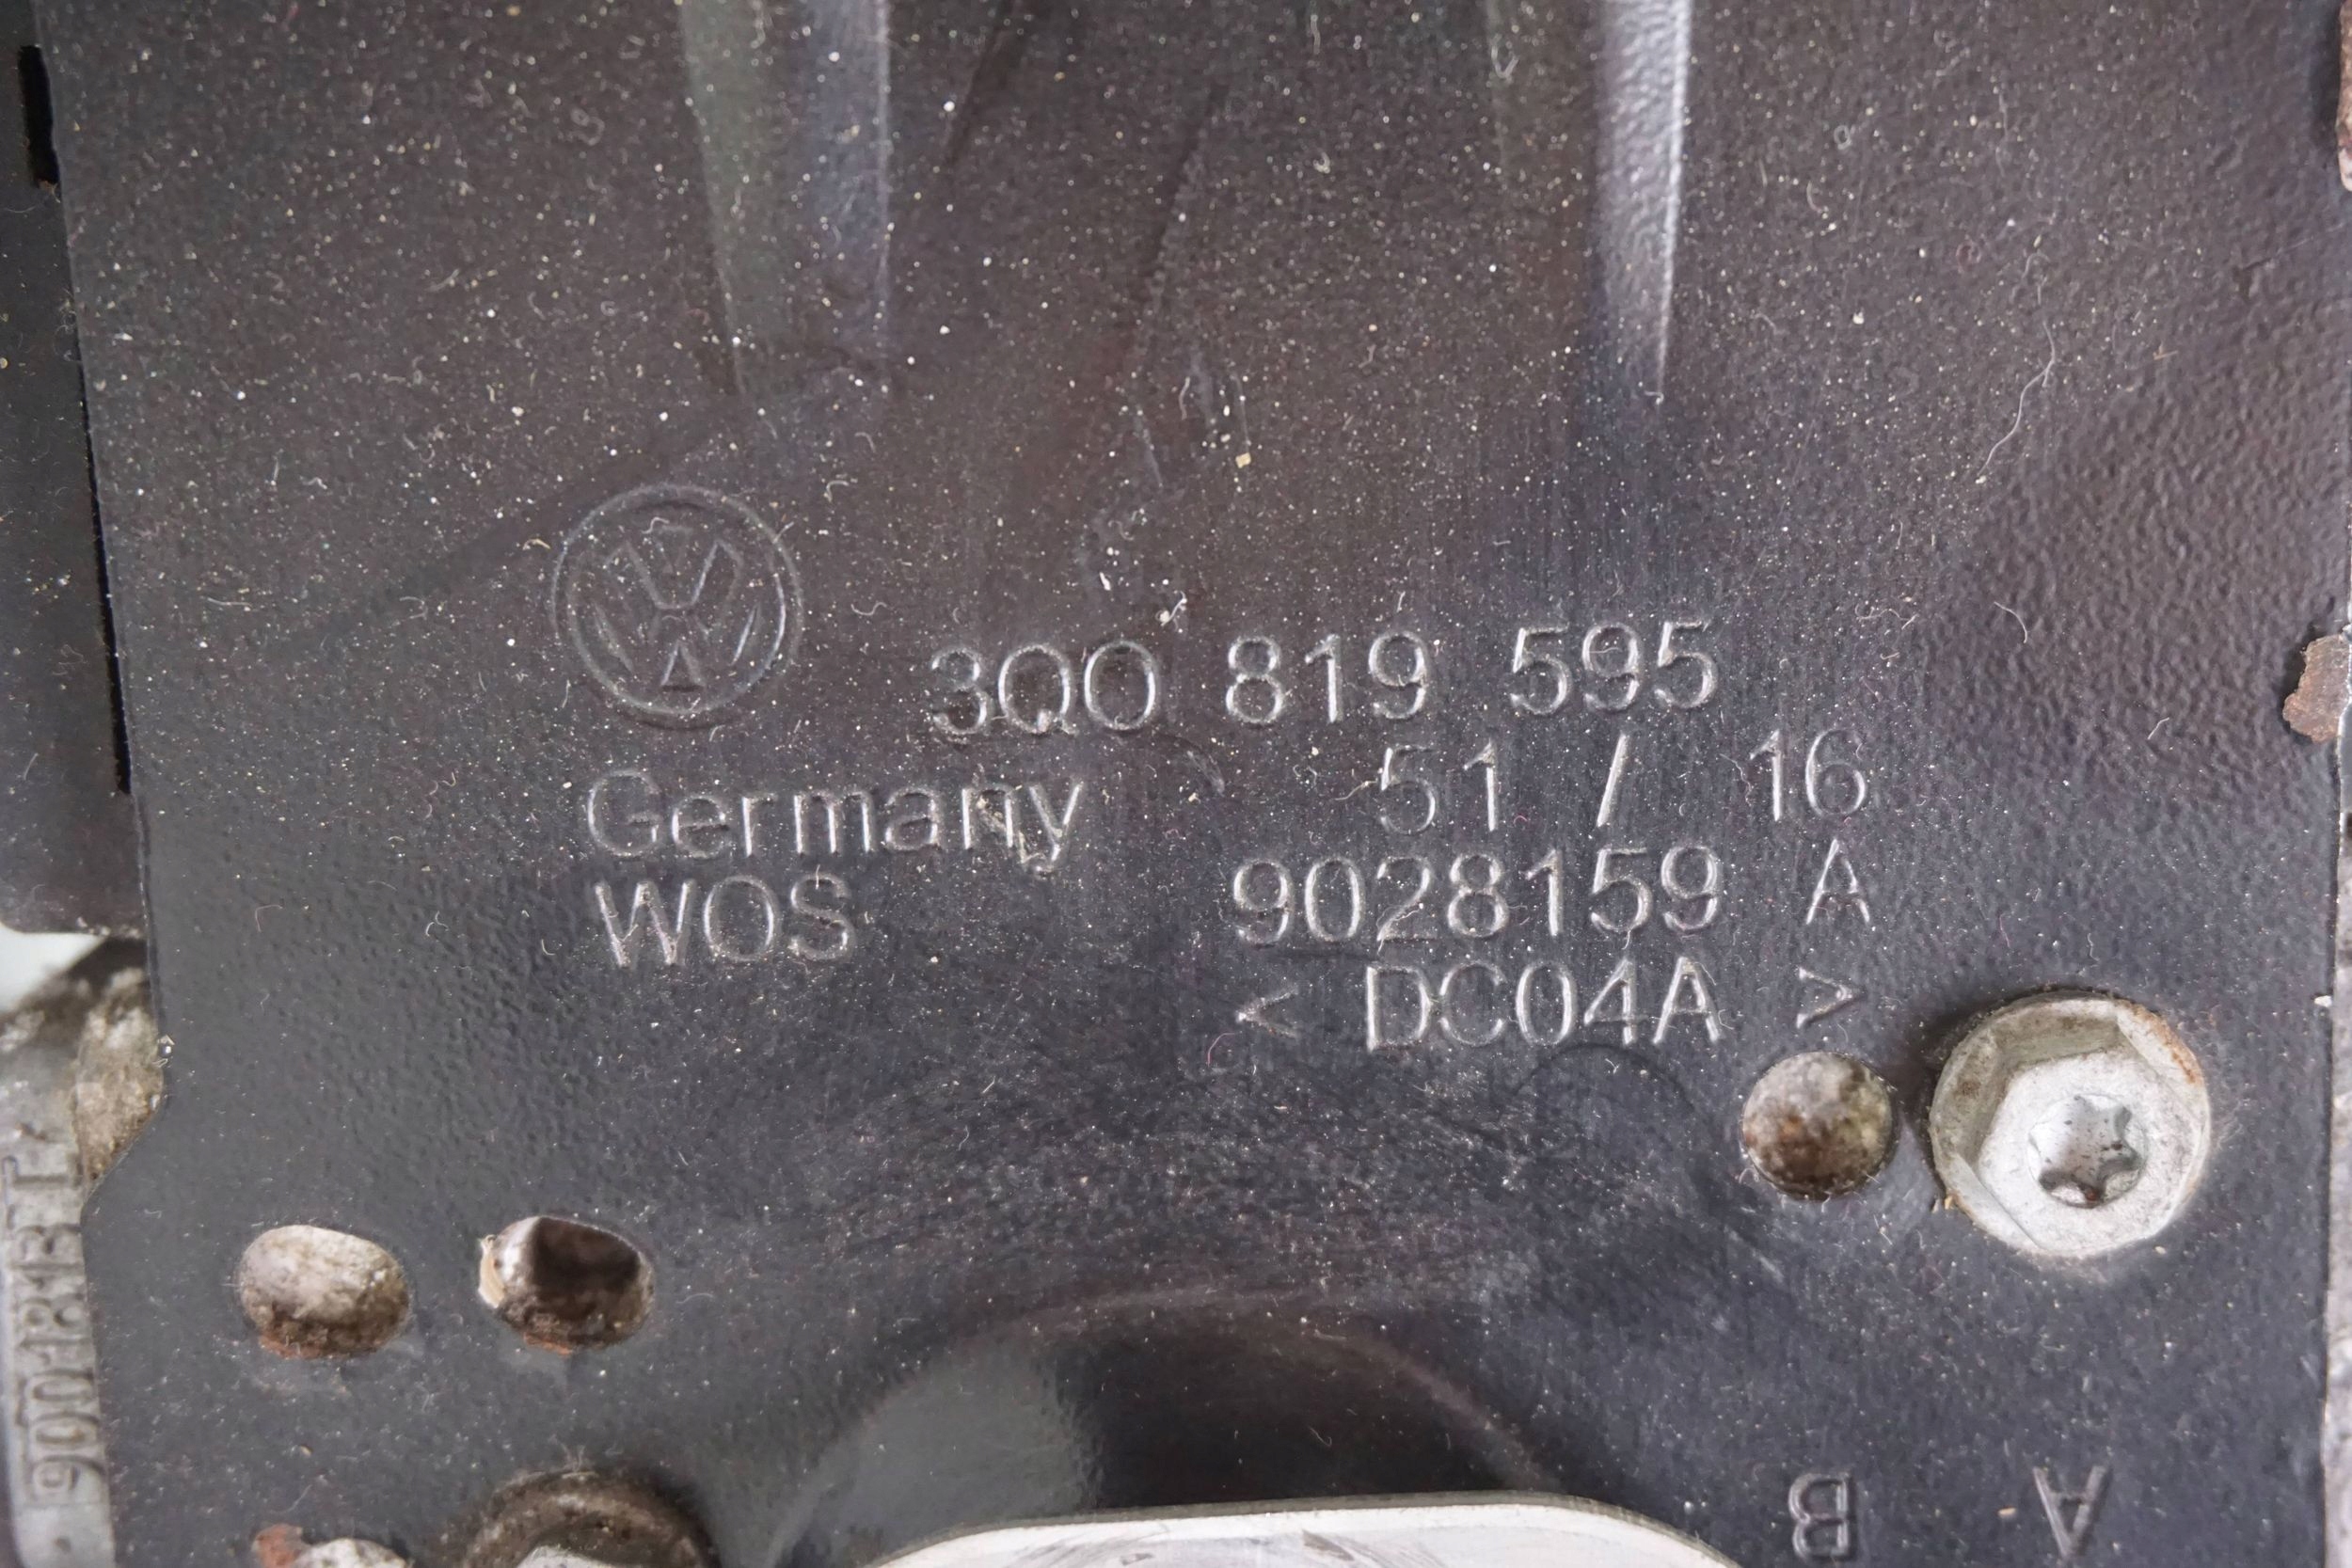 3Q0 819 595
Germany 51 / 16
WOS 9028159 A
< DC04A >
B A